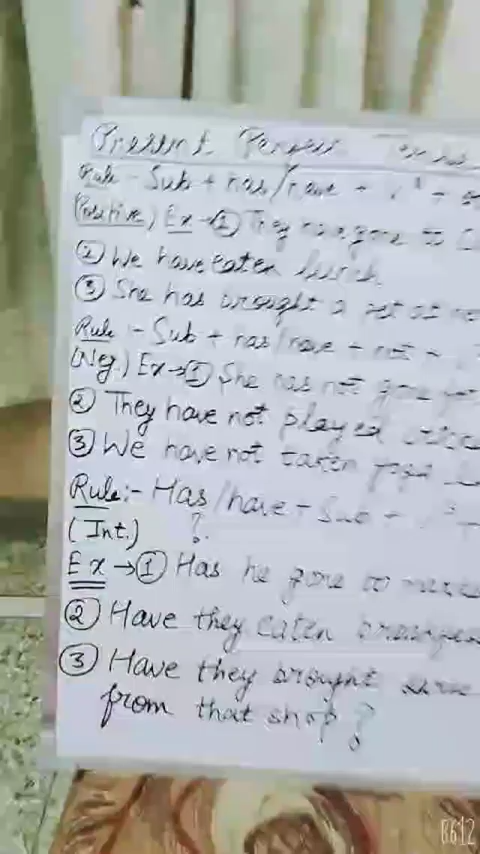 Present Perfect Tense
Rule - Sub + has/have + v³ +
(Positive) Ex → ① They have gone to
② We have eaten lunch.
③ She has brought a
Rule :- Sub + has/have + not +
(Neg.) Ex → ① She has not gone
② They have not played
③ We have not taken
Rule:- Has/have + Sub + v³ +
(Int.) ?
Ex → ① Has he gone to
② Have they eaten
③ Have they brought
from that shop?
B612